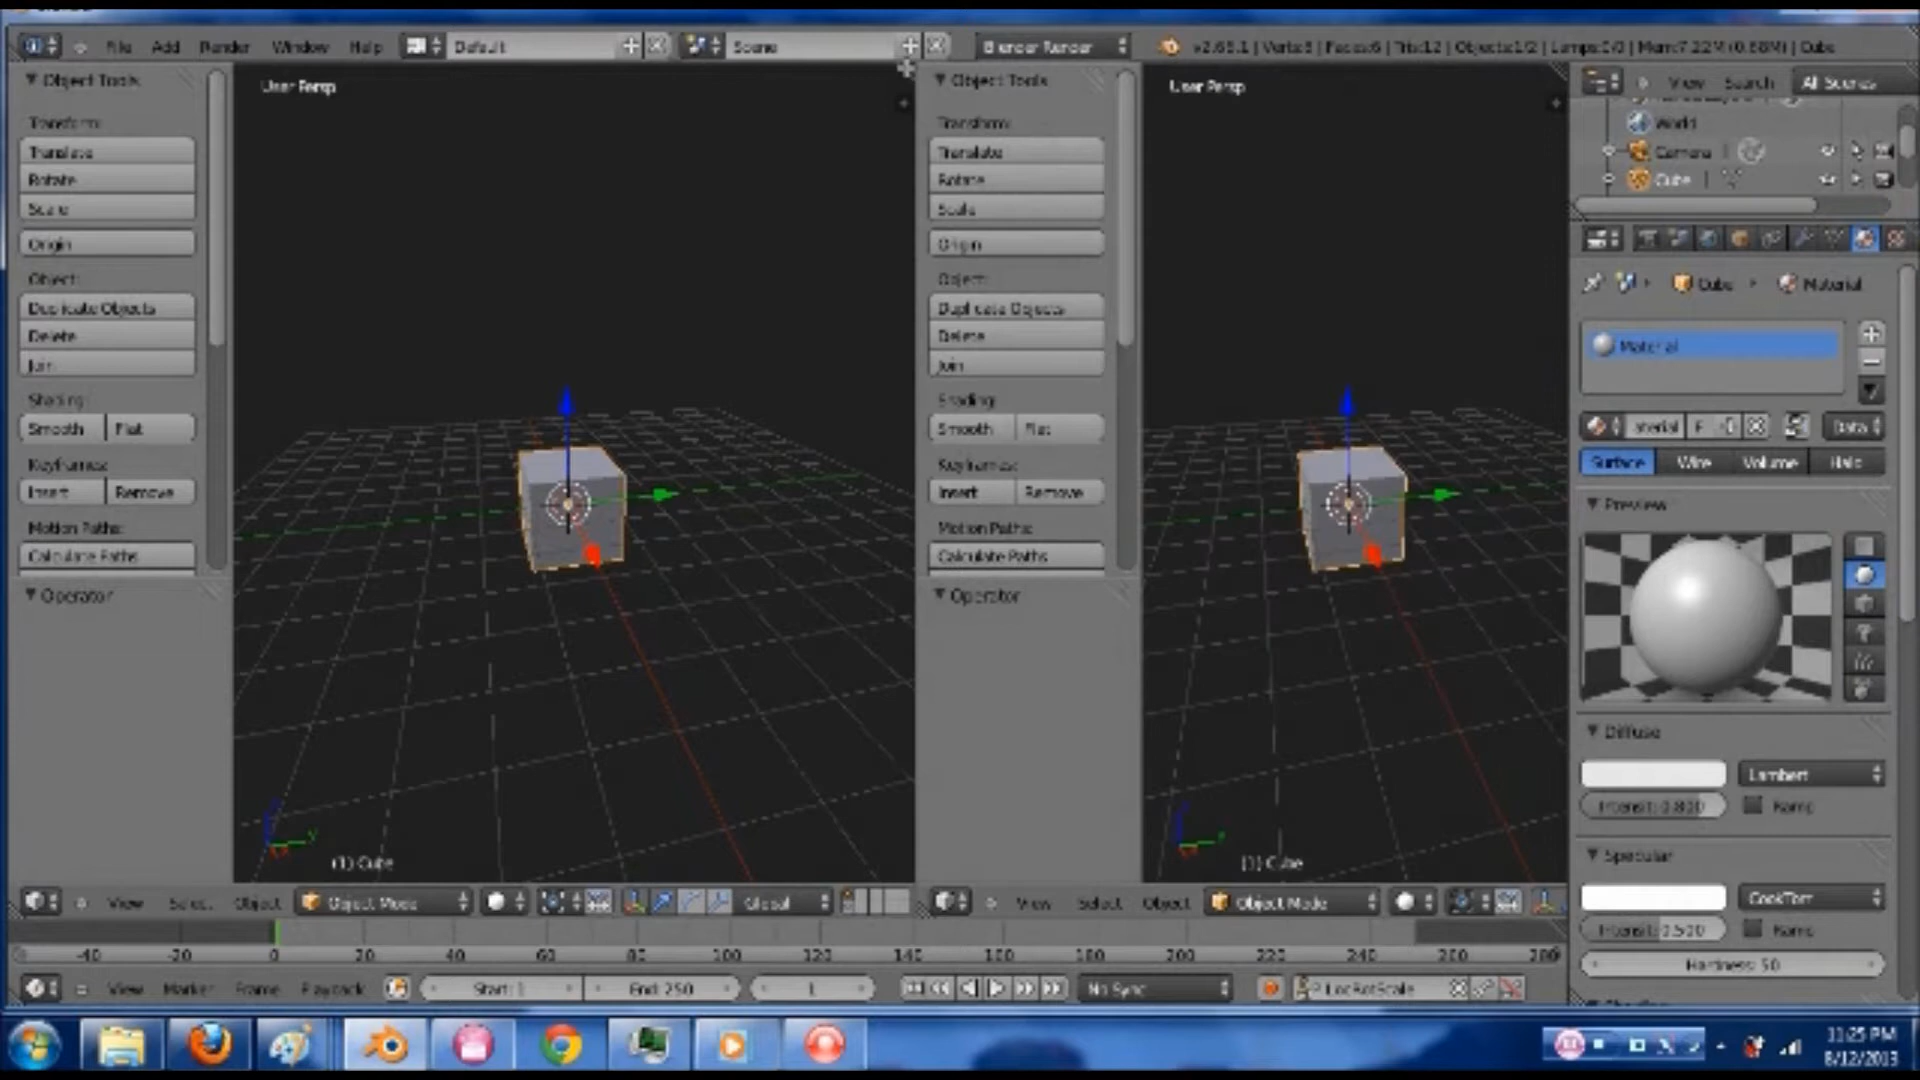 File Add Render Window Help Default Scene Blender Render v2.68.1 | Verts:8 | Faces:6 | Tris:12 | Objects:1/2 | Lamps:0/0 | Mem:7.22M (0.68M) | Cube
Object Tools
Transform:
Translate
Rotate
Scale
Origin
Object:
Duplicate Objects
Delete
Join
Shading:
Smooth Flat
Keyframes:
Insert Remove
Motion Paths:
Calculate Paths
Operator
User Persp
(1) Cube
View Select Object Object Mode Global
Object Tools
Transform:
Translate
Rotate
Scale
Origin
Object:
Duplicate Objects
Delete
Join
Shading:
Smooth Flat
Keyframes:
Insert Remove
Motion Paths:
Calculate Paths
Operator
User Persp
(1) Cube
View Select Object Object Mode
View Search All Scenes
World
Camera
Cube
Cube Material
Material
aterial F Data
Surface Wire Volume Halo
Preview
Diffuse
Lambert
Intensit:0.800 Ramp
Specular
CookTorr
Intensit:0.500 Ramp
Hardness: 50
-40 -20 0 20 40 60 80 100 120 140 160 180 200 220 240 260 280
View Marker Frame Playback Start: 1 End: 250 1 No Sync LocRotScale
11:25 PM
8/12/2013